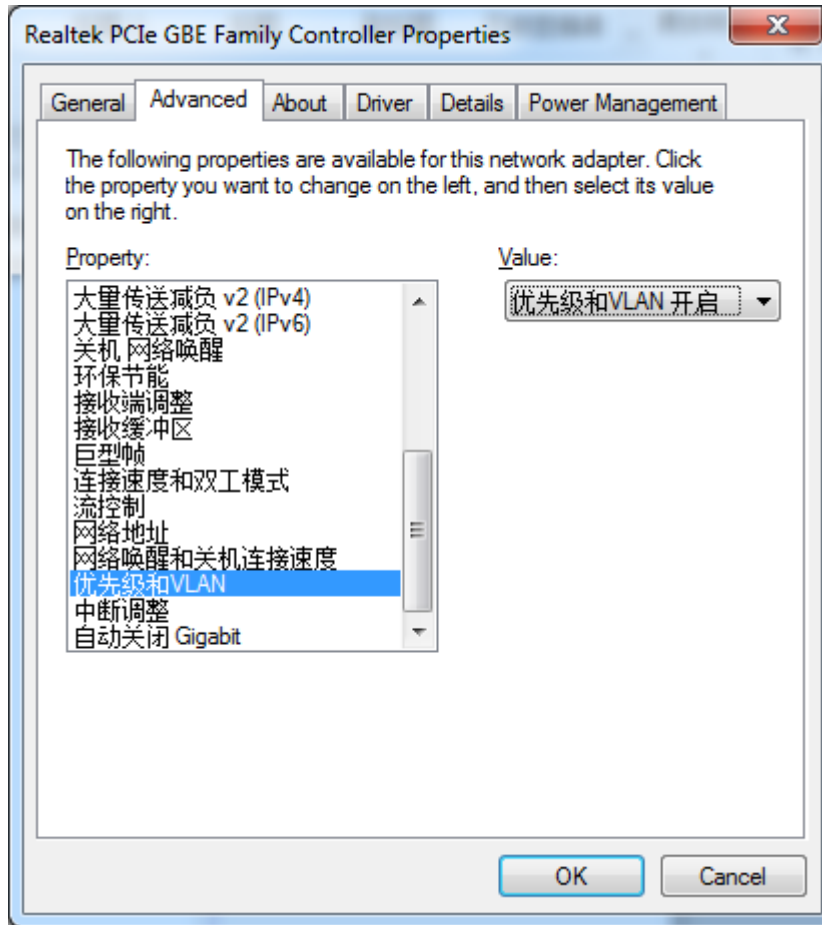 Realtek PCIe GBE Family Controller Properties
General Advanced About Driver Details Power Management
The following properties are available for this network adapter. Click
the property you want to change on the left, and then select its value
on the right.
Property:
Value:
大量传送减负 v2 (IPv4)
大量传送减负 v2 (IPv6)
关机 网络唤醒
环保节能
接收端调整
接收缓冲区
巨型帧
连接速度和双工模式
流控制
网络地址
网络唤醒和关机连接速度
优先级和VLAN
中断调整
自动关闭 Gigabit
优先级和VLAN 开启
OK Cancel